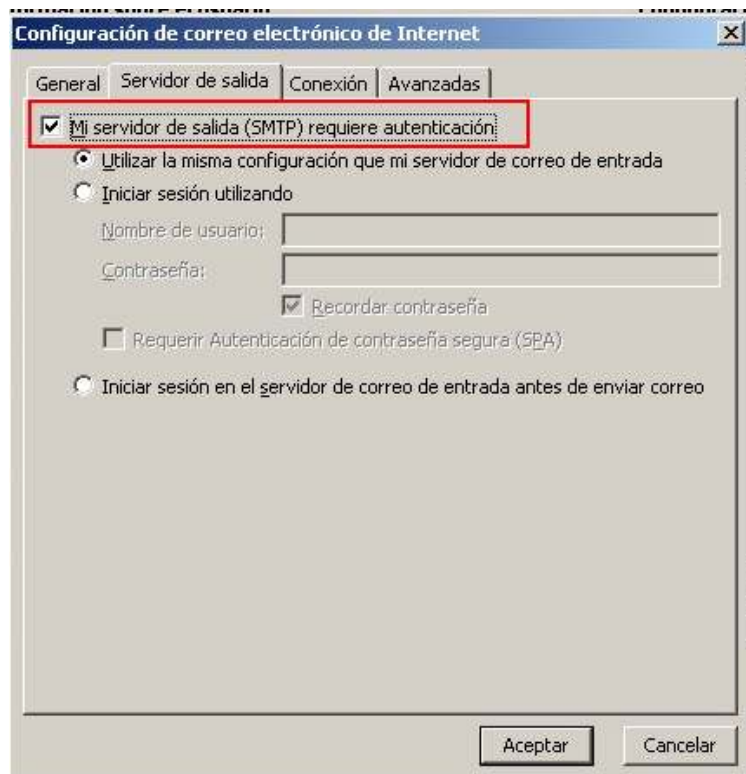 Configuración de correo electrónico de Internet
General Servidor de salida Conexión Avanzadas
Mi servidor de salida (SMTP) requiere autenticación
Utilizar la misma configuración que mi servidor de correo de entrada
Iniciar sesión utilizando
Nombre de usuario:
Contraseña:
Recordar contraseña
Requerir Autenticación de contraseña segura (SPA)
Iniciar sesión en el servidor de correo de entrada antes de enviar correo
Aceptar Cancelar